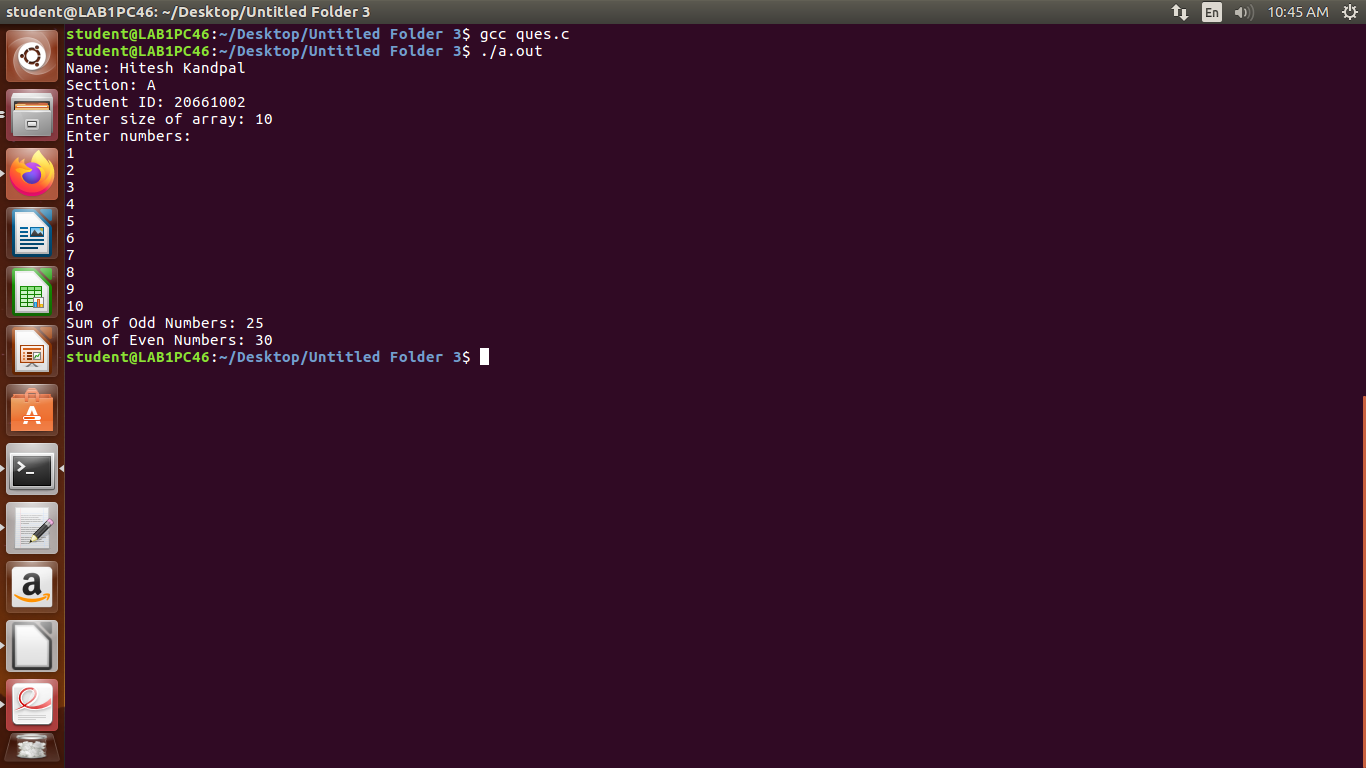 student@LAB1PC46: ~/Desktop/Untitled Folder 3
En
10:45 AM
student@LAB1PC46:~/Desktop/Untitled Folder 3$ gcc ques.c
student@LAB1PC46:~/Desktop/Untitled Folder 3$ ./a.out
Name: Hitesh Kandpal
Section: A
Student ID: 20661002
Enter size of array: 10
Enter numbers:
1
2
3
4
5
6
7
8
9
10
Sum of Odd Numbers: 25
Sum of Even Numbers: 30
student@LAB1PC46:~/Desktop/Untitled Folder 3$